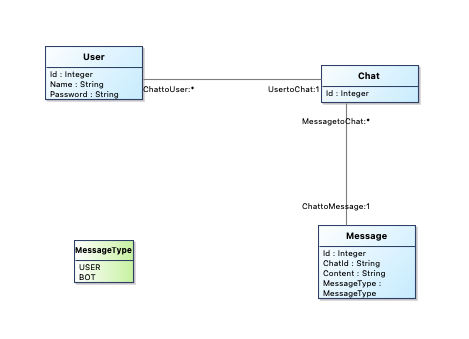 User
Id : Integer
Name : String
Password : String
Chat
Id : Integer
ChattoUser:*
UsertoChat:1
MessagetoChat:*
ChattoMessage:1
MessageType
USER
BOT
Message
Id : Integer
ChatId : String
Content : String
MessageType :
MessageType